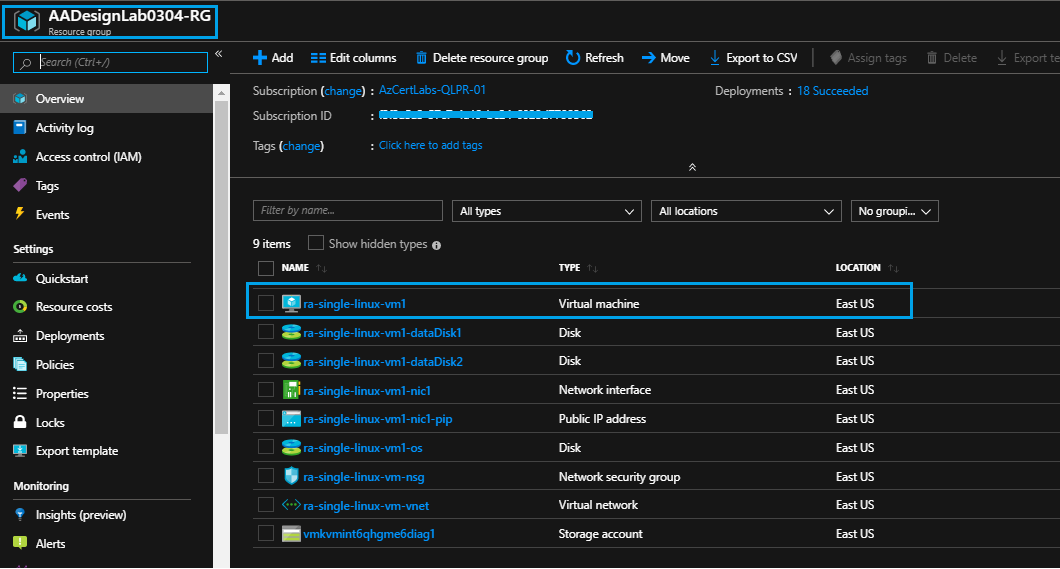 AADesignLab0304-RG
Resource group
Search (Ctrl+/)
Overview
Activity log
Access control (IAM)
Tags
Events
Settings
Quickstart
Resource costs
Deployments
Policies
Properties
Locks
Export template
Monitoring
Insights (preview)
Alerts
Add Edit columns Delete resource group Refresh Move Export to CSV Assign tags Delete Export te
Subscription (change) : AzCertLabs-QLPR-01 Deployments : 18 Succeeded
Subscription ID :
Tags (change) : Click here to add tags
Filter by name... All types All locations No groupi...
9 items Show hidden types
NAME TYPE LOCATION
ra-single-linux-vm1 Virtual machine East US
ra-single-linux-vm1-dataDisk1 Disk East US
ra-single-linux-vm1-dataDisk2 Disk East US
ra-single-linux-vm1-nic1 Network interface East US
ra-single-linux-vm1-nic1-pip Public IP address East US
ra-single-linux-vm1-os Disk East US
ra-single-linux-vm-nsg Network security group East US
ra-single-linux-vm-vnet Virtual network East US
vmkvmint6qhgme6diag1 Storage account East US